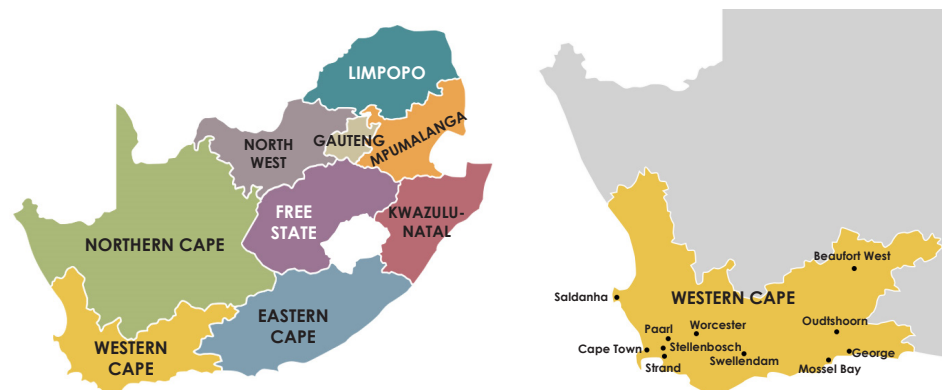 LIMPOPO
NORTH
WEST
GAUTENG
MPUMALANGA
FREE
STATE
KWAZULU-
NATAL
NORTHERN CAPE
EASTERN
CAPE
WESTERN
CAPE
Beaufort West
Saldanha
WESTERN CAPE
Oudtshoorn
Paarl
Worcester
Cape Town
Stellenbosch
George
Strand
Swellendam
Mossel Bay